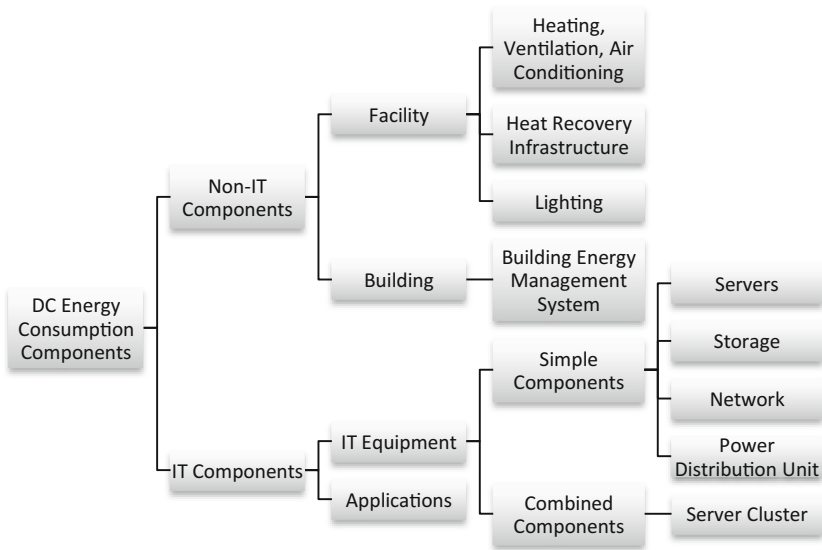 DC Energy
Consumption
Components
Non-IT
Components
IT Components
Facility
Building
IT Equipment
Applications
Heating,
Ventilation, Air
Conditioning
Heat Recovery
Infrastructure
Lighting
Building Energy
Management
System
Simple
Components
Combined
Components
Servers
Storage
Network
Power
Distribution Unit
Server Cluster